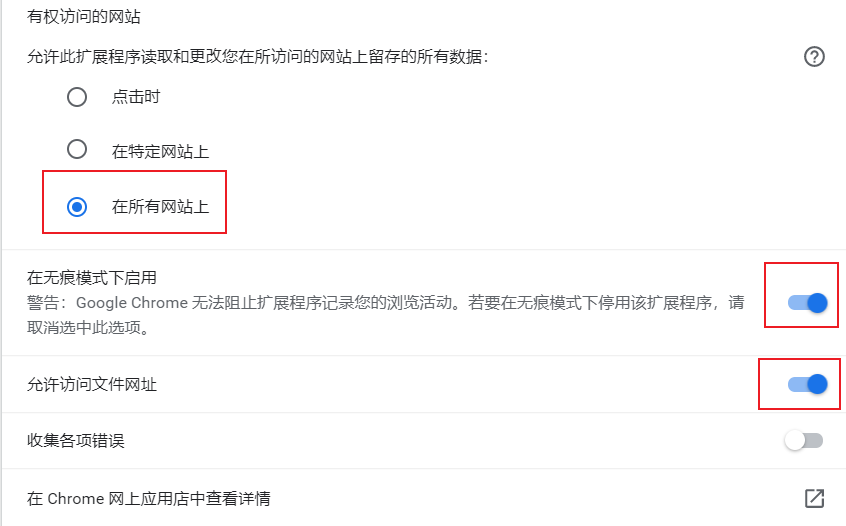 有权访问的网站
允许此扩展程序读取和更改您在所访问的网站上留存的所有数据：
点击时
在特定网站上
在所有网站上
在无痕模式下启用
警告：Google Chrome 无法阻止扩展程序记录您的浏览活动。若要在无痕模式下停用该扩展程序，请
取消选中此选项。
允许访问文件网址
收集各项错误
在 Chrome 网上应用店中查看详情